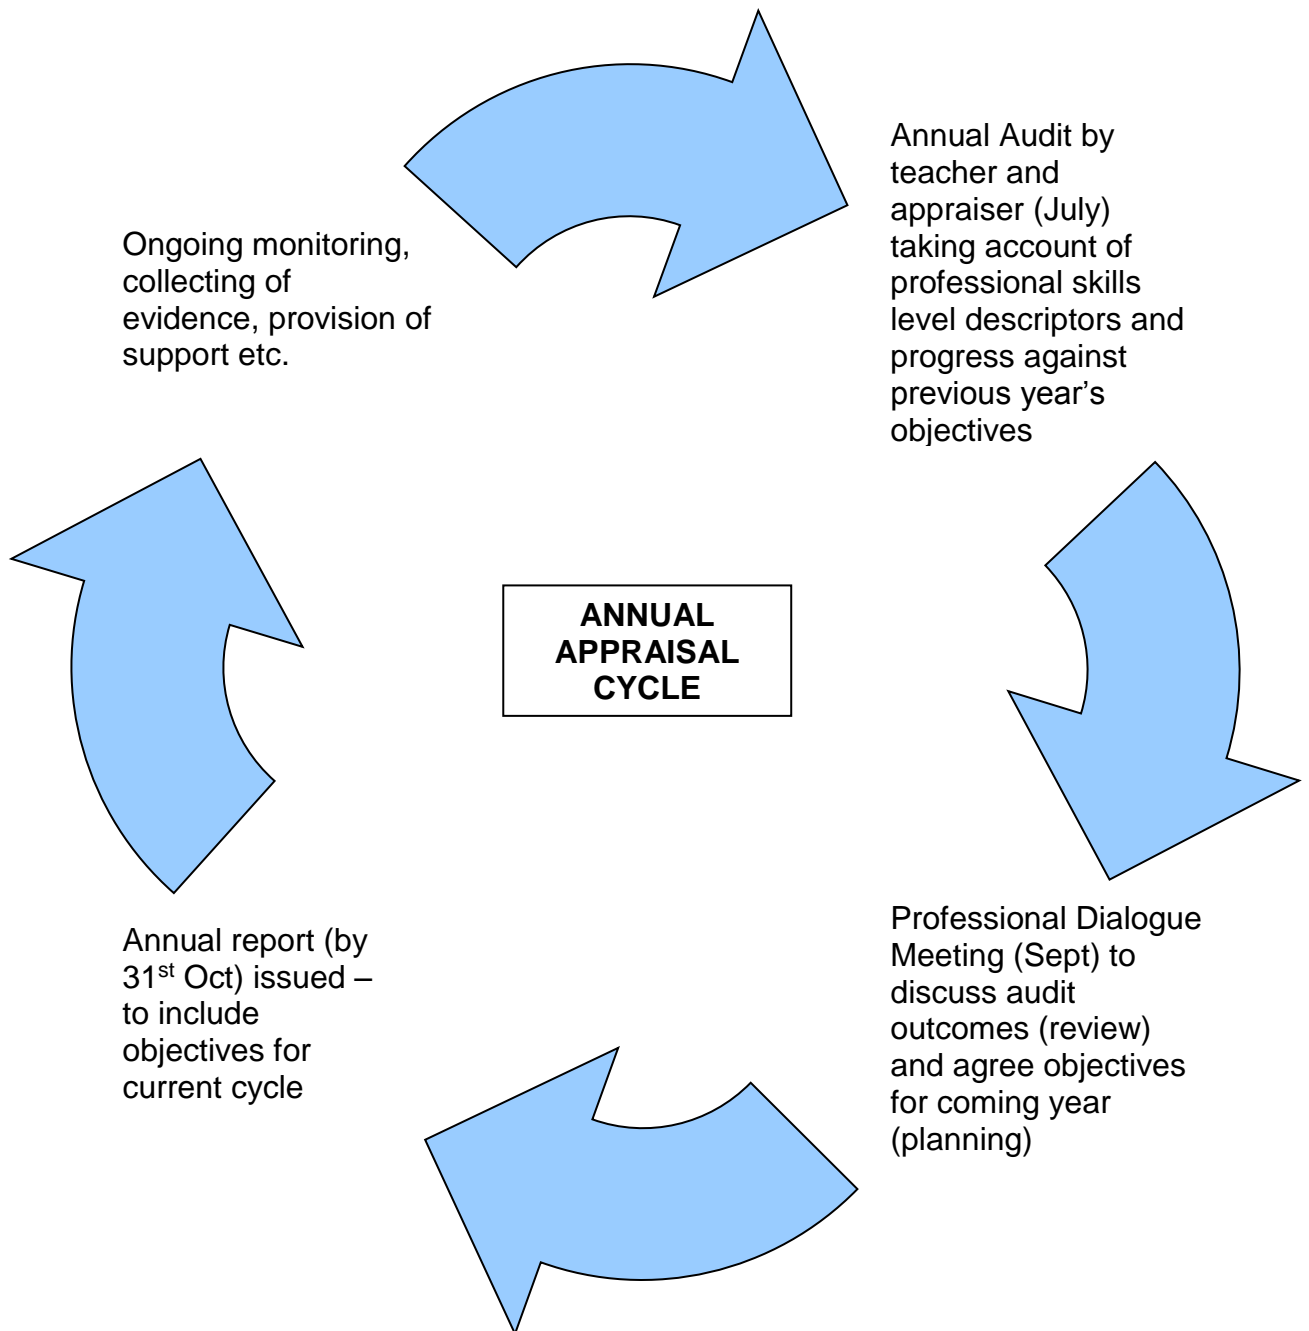 Annual Audit by
teacher and
appraiser (July)
taking account of
professional skills
level descriptors and
progress against
previous year’s
objectives
Ongoing monitoring,
collecting of
evidence, provision of
support etc.
ANNUAL
APPRAISAL
CYCLE
Professional Dialogue
Meeting (Sept) to
discuss audit
outcomes (review)
and agree objectives
for coming year
(planning)
Annual report (by
31st Oct) issued –
to include
objectives for
current cycle